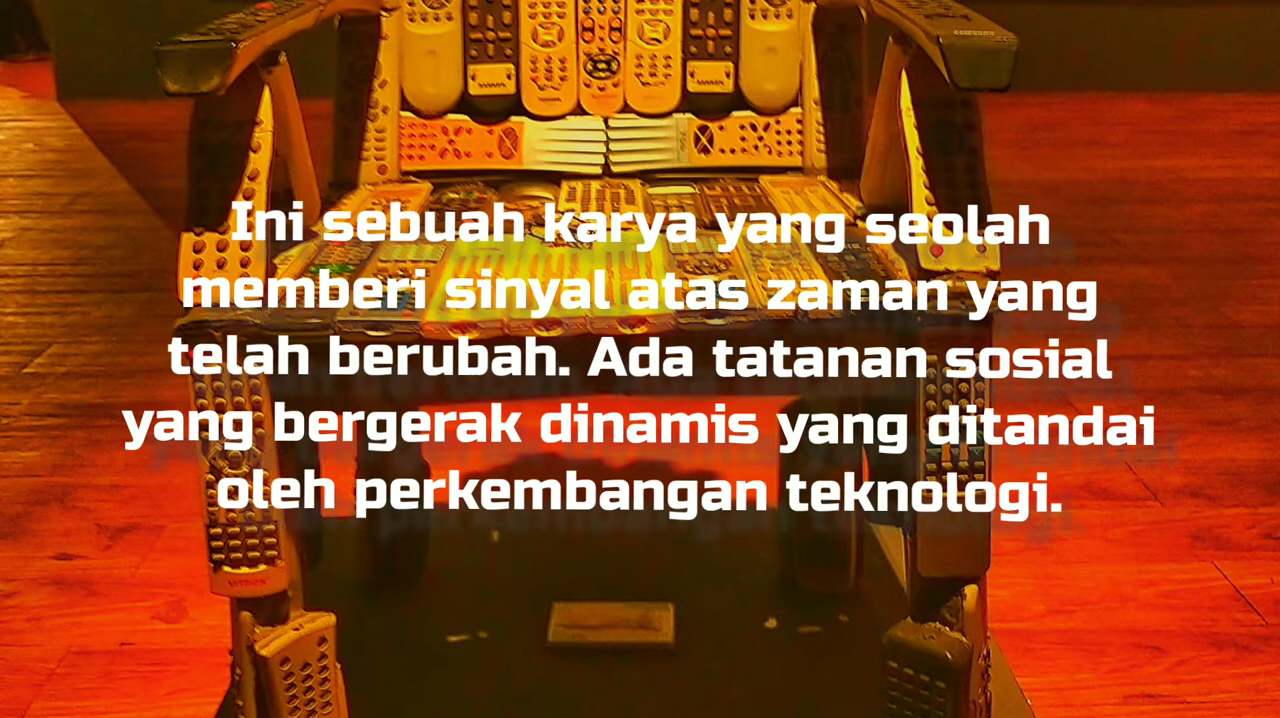 Ini sebuah karya yang seolah
memberi sinyal atas zaman yang
telah berubah. Ada tatanan sosial
yang bergerak dinamis yang ditandai
oleh perkembangan teknologi.